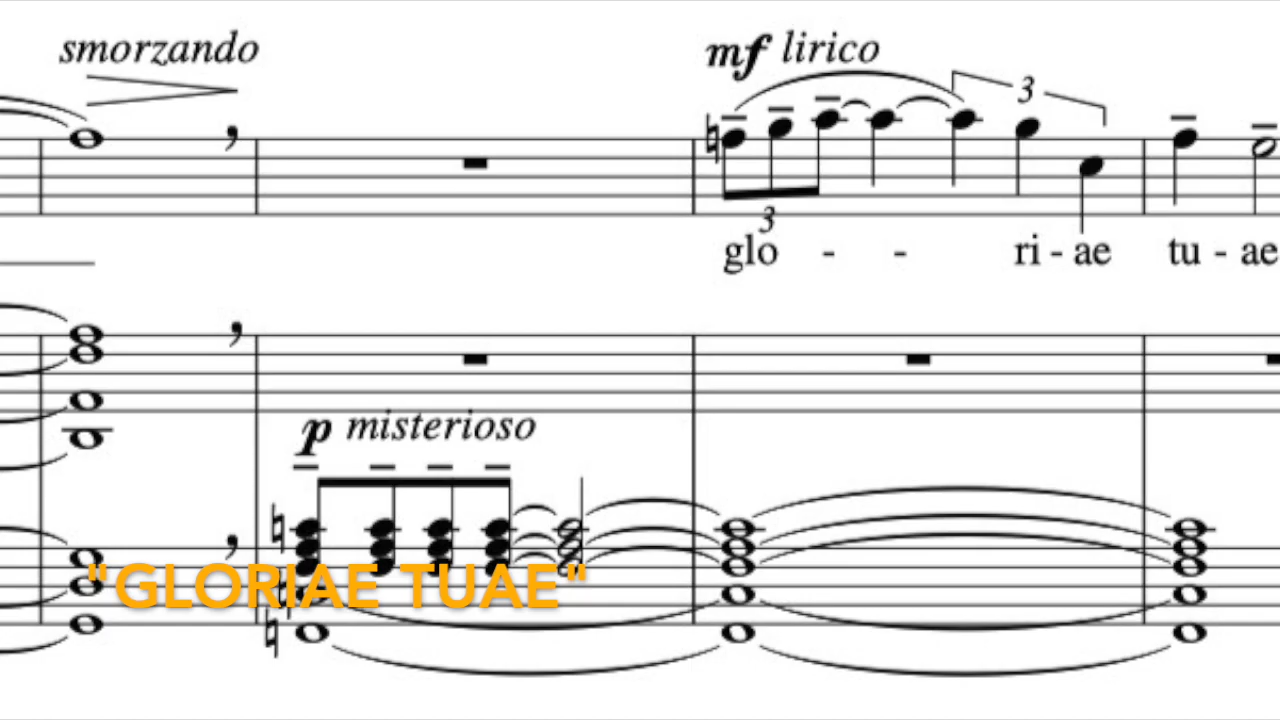 smorzando
mf lirico
3
3
glo - - ri - ae tu - ae
p misterioso
"GLORIAE TUAE"